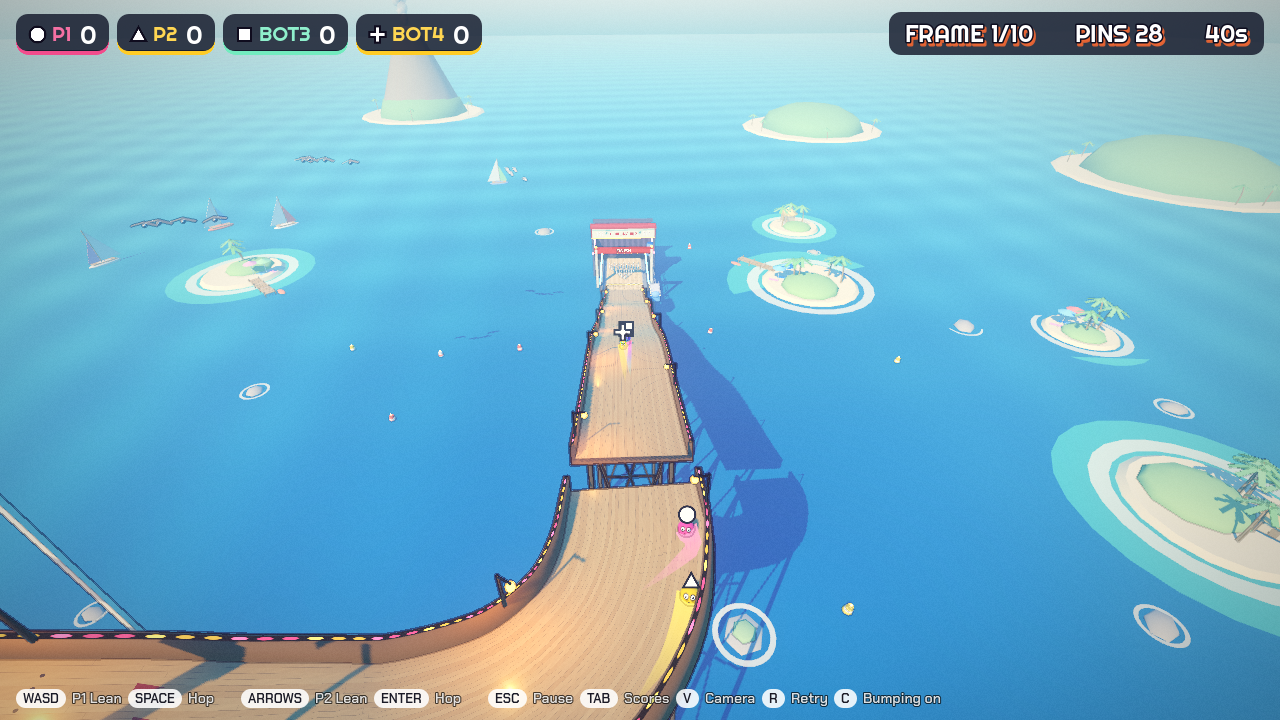 P1 0
P2 0
BOT3 0
BOT4 0
FRAME 1/10 PINS 28 40s
WASD P1 Lean SPACE Hop ARROWS P2 Lean ENTER Hop ESC Pause TAB Scores V Camera R Retry C Bumping on